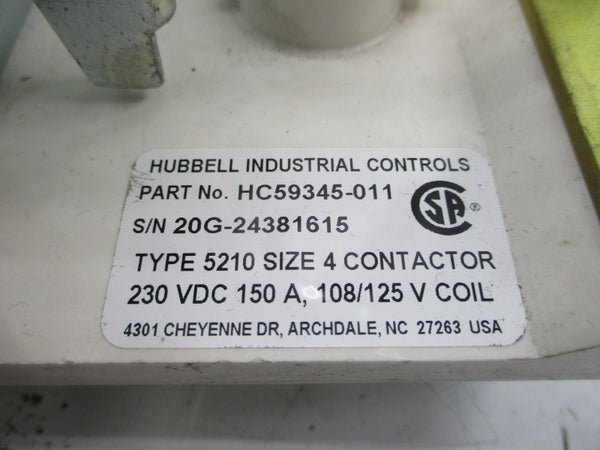 HUBBELL INDUSTRIAL CONTROLS
PART No. HC59345-011
S/N 20G-24381615
CSA®
TYPE 5210 SIZE 4 CONTACTOR
230 VDC 150 A, 108/125 V COIL
4301 CHEYENNE DR, ARCHDALE, NC 27263 USA